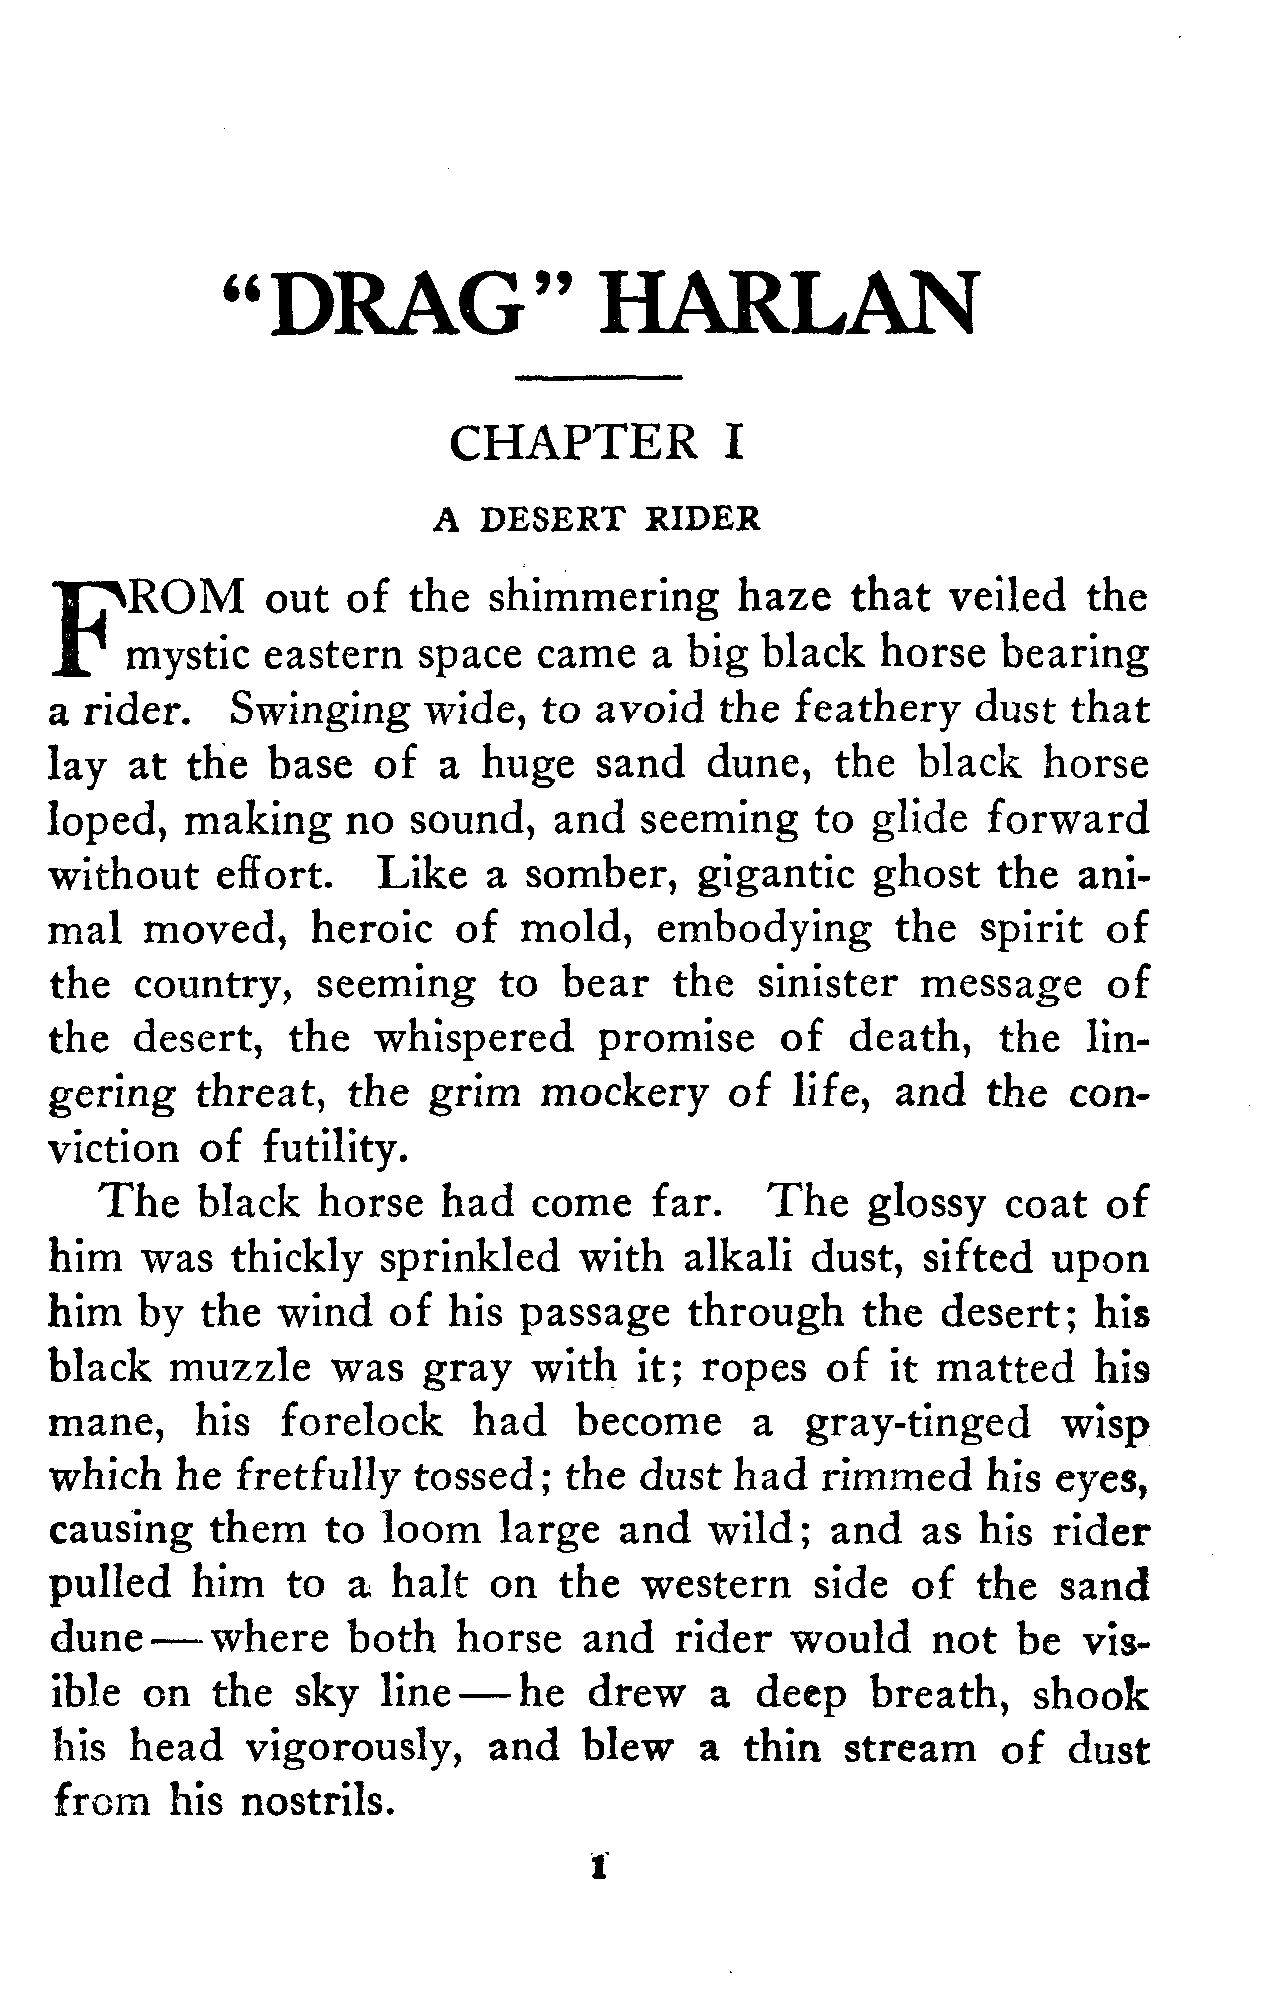 “DRAG” HARLAN
CHAPTER I
A DESERT RIDER
FROM out of the shimmering haze that veiled the
mystic eastern space came a big black horse bearing
a rider. Swinging wide, to avoid the feathery dust that
lay at the base of a huge sand dune, the black horse
loped, making no sound, and seeming to glide forward
without effort. Like a somber, gigantic ghost the ani-
mal moved, heroic of mold, embodying the spirit of
the country, seeming to bear the sinister message of
the desert, the whispered promise of death, the lin-
gering threat, the grim mockery of life, and the con-
viction of futility.
The black horse had come far. The glossy coat of
him was thickly sprinkled with alkali dust, sifted upon
him by the wind of his passage through the desert; his
black muzzle was gray with it; ropes of it matted his
mane, his forelock had become a gray-tinged wisp
which he fretfully tossed; the dust had rimmed his eyes,
causing them to loom large and wild; and as his rider
pulled him to a halt on the western side of the sand
dune—where both horse and rider would not be vis-
ible on the sky line—he drew a deep breath, shook
his head vigorously, and blew a thin stream of dust
from his nostrils.
1